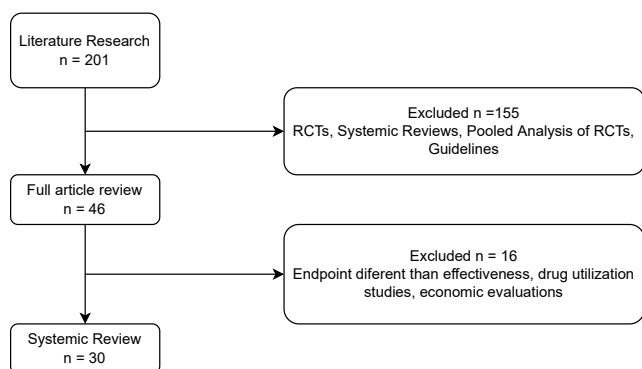 Literature Research
n = 201
Excluded n =155
RCTs, Systemic Reviews, Pooled Analysis of RCTs,
Guidelines
Full article review
n = 46
Excluded n = 16
Endpoint diferent than effectiveness, drug utilization
studies, economic evaluations
Systemic Review
n = 30